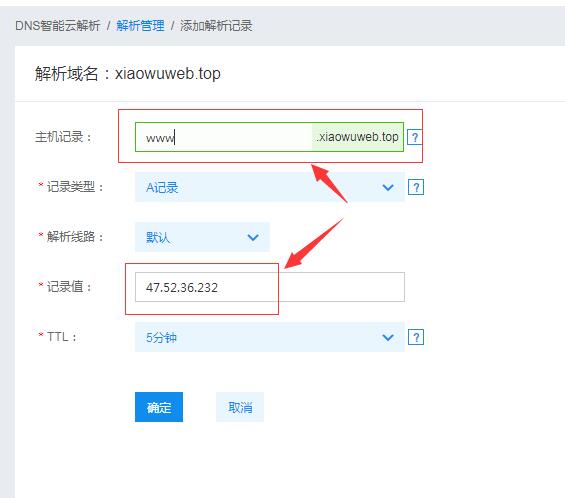 DNS智能云解析 / 解析管理 / 添加解析记录
解析域名：xiaowuweb.top
主机记录： www .xiaowuweb.top ?
* 记录类型： A记录 ?
* 解析线路： 默认
* 记录值： 47.52.36.232
* TTL： 5分钟 ?
确定 取消